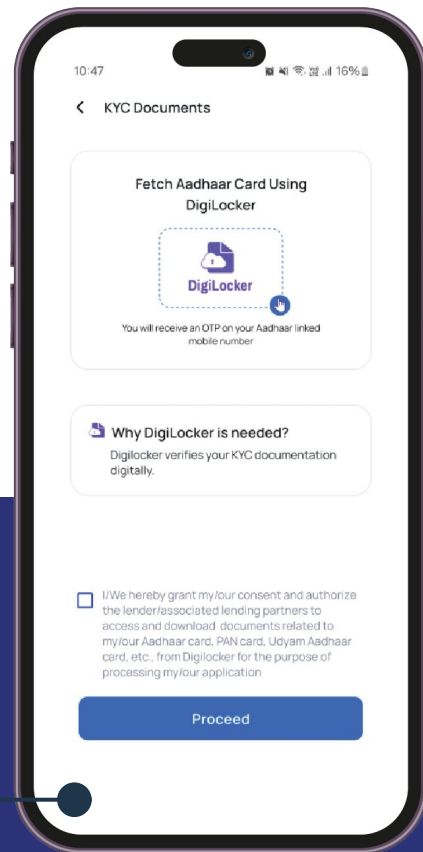 10:47
16%
KYC Documents
Fetch Aadhaar Card Using
DigiLocker
DigiLocker
You will receive an OTP on your Aadhaar linked
mobile number
Why DigiLocker is needed?
Digilocker verifies your KYC documentation
digitally.
I/We hereby grant my/our consent and authorize
the lender/associated lending partners to
access and download documents related to
my/our Aadhaar card, PAN card, Udyam Aadhaar
card, etc., from Digilocker for the purpose of
processing my/our application
Proceed